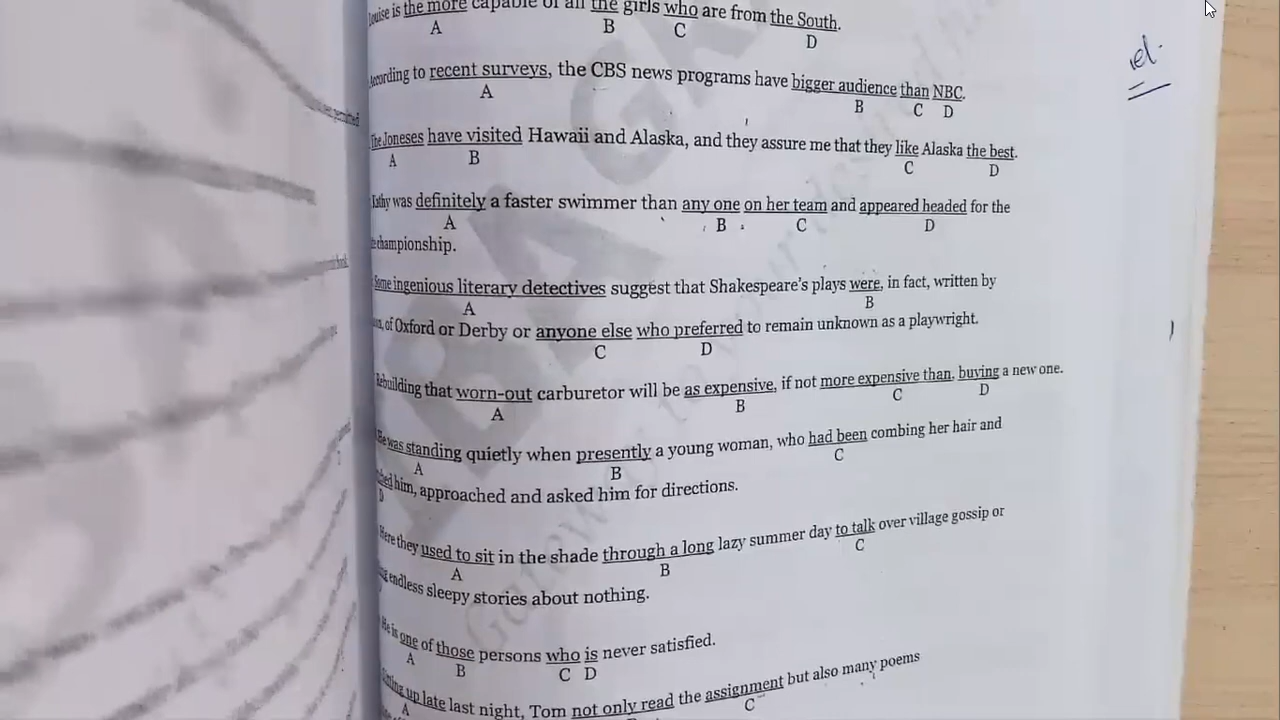 is the more capable of all the girls who are from the South.
A B C D
to recent surveys, the CBS news programs have bigger audience than NBC.
A B C D
The Joneses have visited Hawaii and Alaska, and they assure me that they like Alaska the best.
A B C D
was definitely a faster swimmer than any one on her team and appeared headed for the
A B C D
championship.
Some ingenious literary detectives suggest that Shakespeare's plays were, in fact, written by
A B
of Oxford or Derby or anyone else who preferred to remain unknown as a playwright.
C D
Rebuilding that worn-out carburetor will be as expensive, if not more expensive than, buying a new one.
A B C D
He was standing quietly when presently a young woman, who had been combing her hair and
A B C
him, approached and asked him for directions.
D
Here they used to sit in the shade through a long lazy summer day to talk over village gossip or
A B C
endless sleepy stories about nothing.
He is one of those persons who is never satisfied.
A B C D
up late last night, Tom not only read the assignment but also many poems
A C